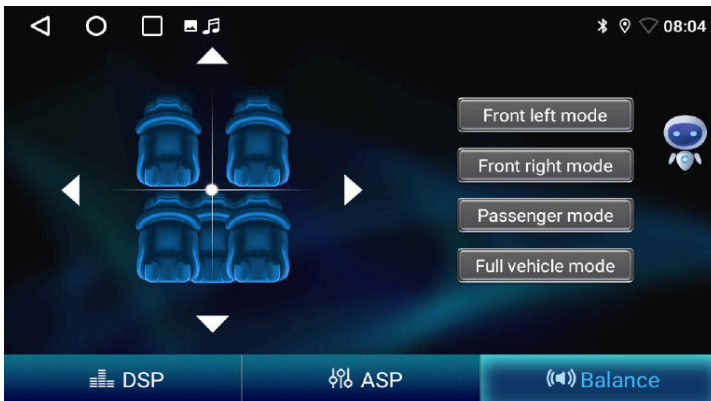 08:04
Front left mode
Front right mode
Passenger mode
Full vehicle mode
DSP
ASP
Balance